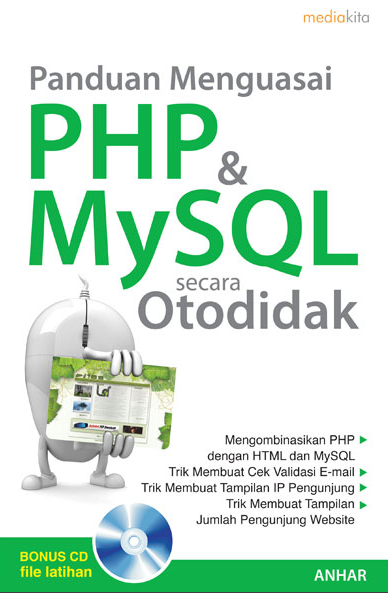 mediakita
Panduan Menguasai
PHP
&
MySQL
secara
Otodidak
Mengombinasikan PHP
dengan HTML dan MySQL
Trik Membuat Cek Validasi E-mail
Trik Membuat Tampilan IP Pengunjung
Trik Membuat Tampilan
Jumlah Pengunjung Website
BONUS CD
file latihan
ANHAR